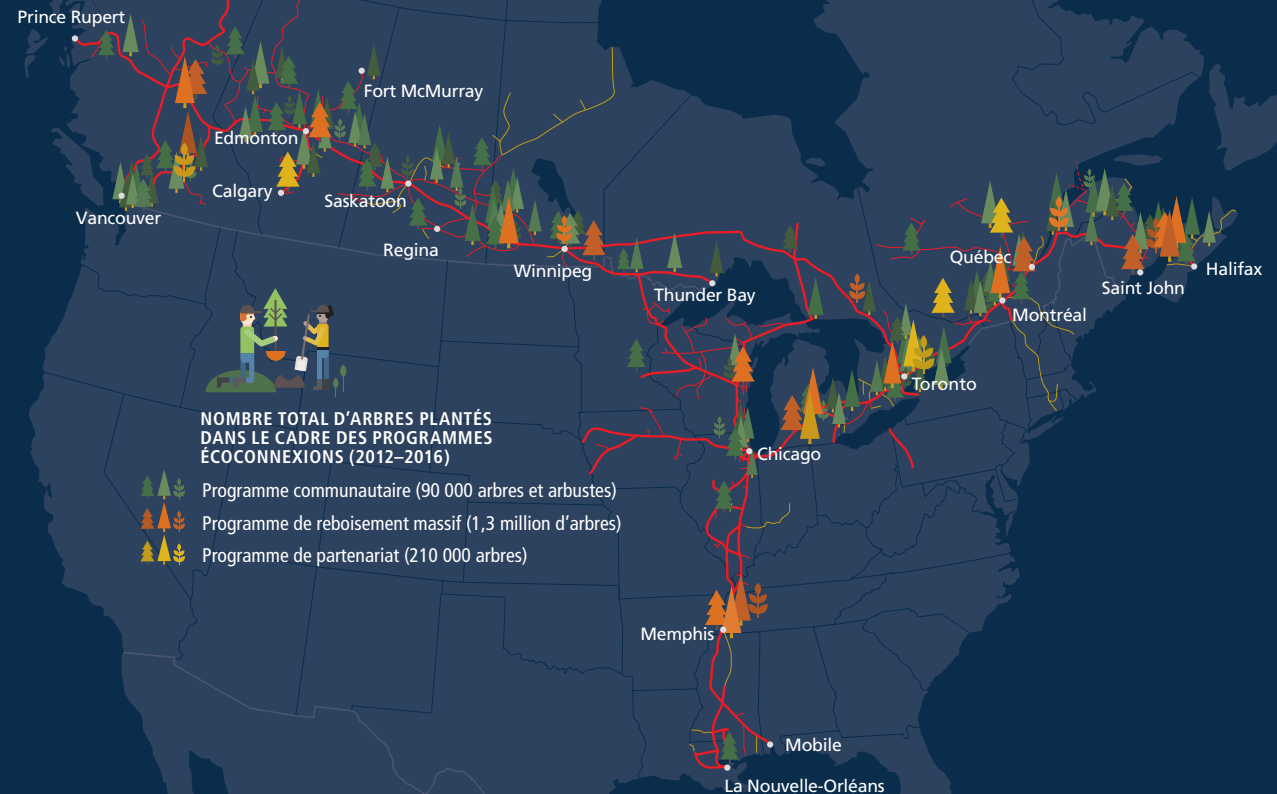 Prince Rupert
Fort McMurray
Edmonton
Calgary
Saskatoon
Vancouver
Regina
Winnipeg
Thunder Bay
Québec
Halifax
Saint John
Montréal
Toronto
NOMBRE TOTAL D'ARBRES PLANTÉS
DANS LE CADRE DES PROGRAMMES
ÉCOCONNEXIONS (2012–2016)
Programme communautaire (90 000 arbres et arbustes)
Programme de reboisement massif (1,3 million d'arbres)
Programme de partenariat (210 000 arbres)
Chicago
Memphis
Mobile
La Nouvelle-Orléans